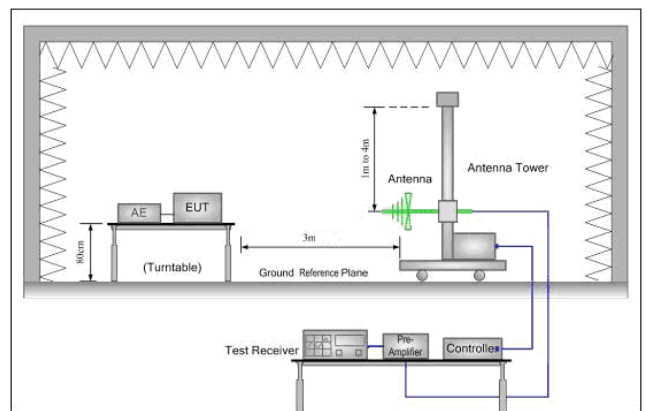 1m to 4m
Antenna
Antenna Tower
AE
EUT
80cm
3m
(Turntable)
Ground Reference Plane
Test Receiver
Pre-
Amplifier
Controlle